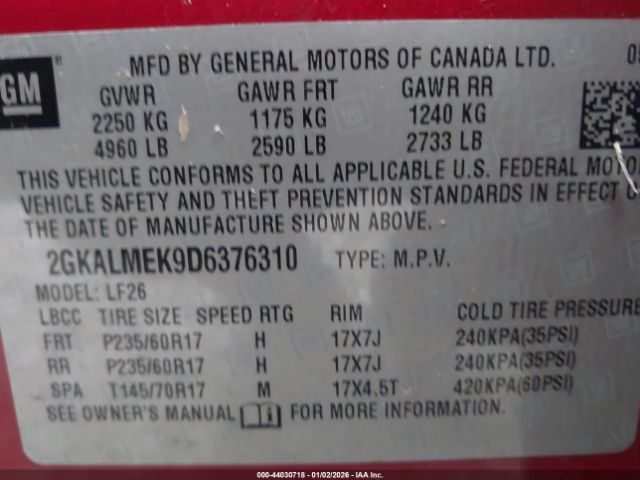 GM
MFD BY GENERAL MOTORS OF CANADA LTD.
GVWR GAWR FRT GAWR RR
2250 KG 1175 KG 1240 KG
4960 LB 2590 LB 2733 LB
THIS VEHICLE CONFORMS TO ALL APPLICABLE U.S. FEDERAL MOTOR
VEHICLE SAFETY AND THEFT PREVENTION STANDARDS IN EFFECT
THE DATE OF MANUFACTURE SHOWN ABOVE.
2GKALMEK9D6376310 TYPE: M.P.V.
MODEL: LF26
LBCC TIRE SIZE SPEED RTG RIM COLD TIRE PRESSURE
FRT P235/60R17 H 17X7J 240KPA(35PSI)
RR P235/60R17 H 17X7J 240KPA(35PSI)
SPA T145/70R17 M 17X4.5T 420KPA(60PSI)
SEE OWNER'S MANUAL FOR MORE INFORMATION.
000-44030718 - 01/02/2026 - IAA Inc.